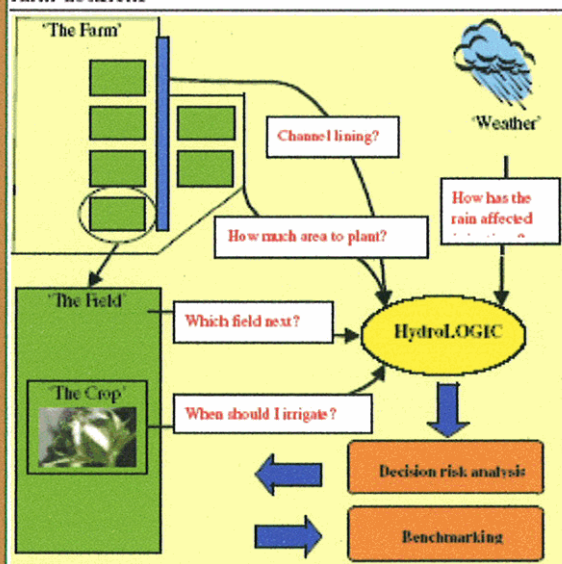 'The Farm'
'Weather'
Channel lining?
How has the
rain affected
How much area to plant?
'The Field'
Which field next?
HydroLOGIC
'The Crop'
When should I irrigate?
Decision risk analysis
Benchmarking